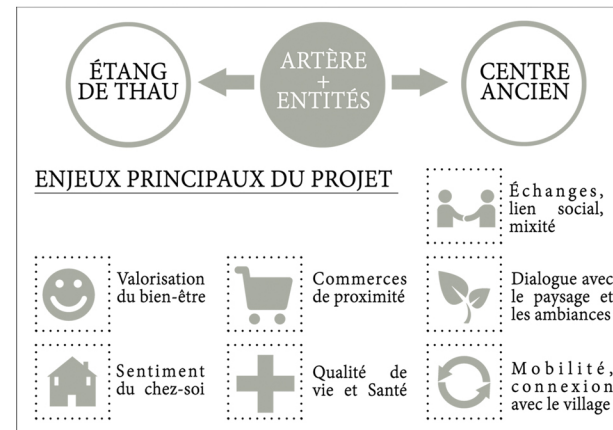 ÉTANG
DE THAU
ARTÈRE
+
ENTITÉS
CENTRE
ANCIEN
ENJEUX PRINCIPAUX DU PROJET
Échanges,
lien social,
mixité
Valorisation
du bien-être
Commerces
de proximité
Dialogue avec
le paysage et
les ambiances
Sentiment
du chez-soi
Qualité de
vie et Santé
Mobilité,
connexion
avec le village